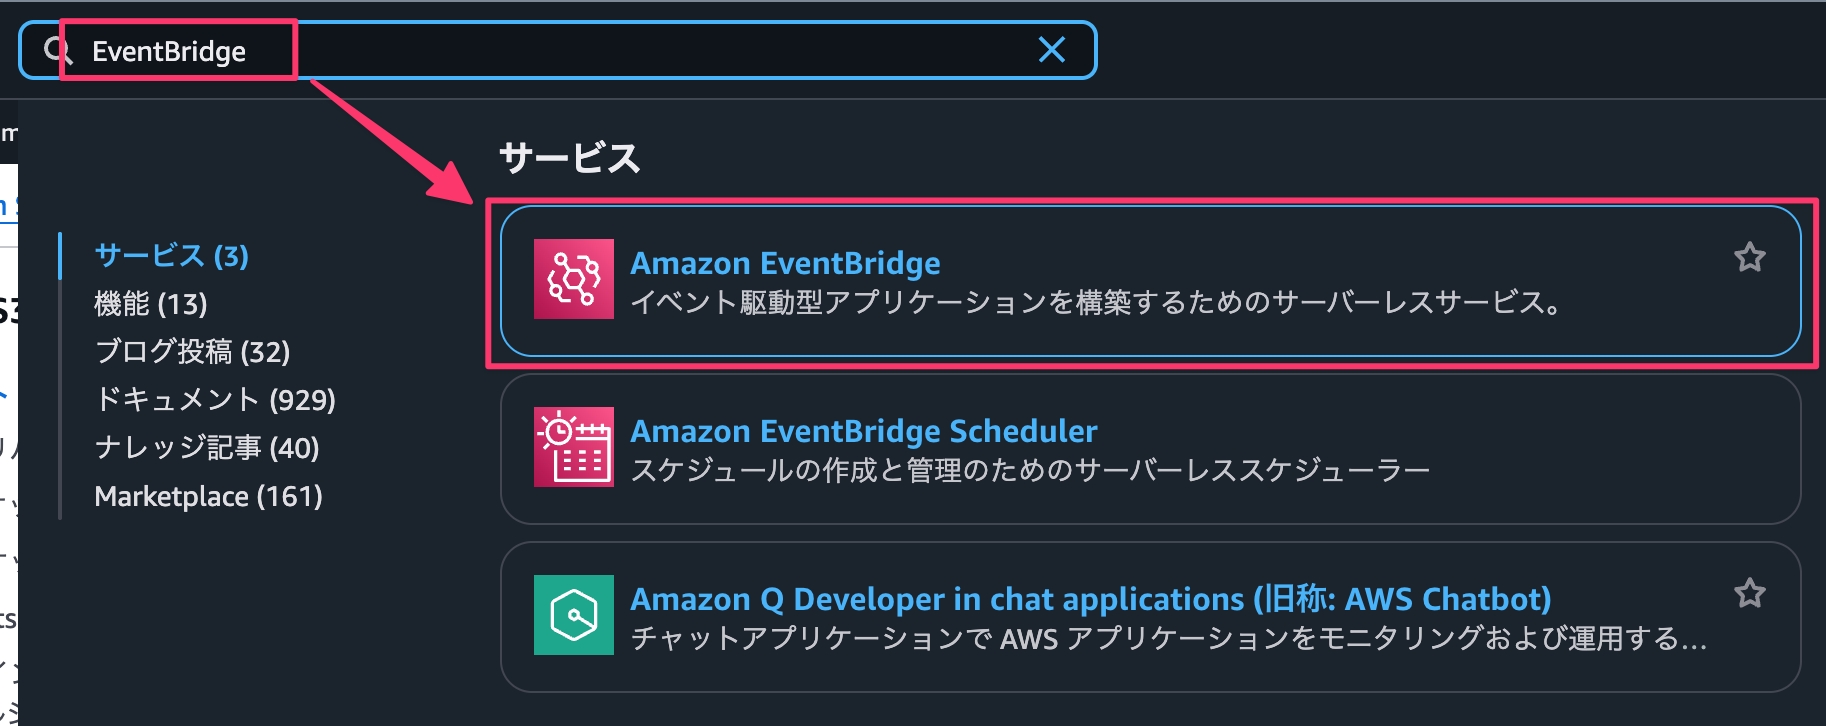 EventBridge
サービス
サービス (3)
機能 (13)
ブログ投稿 (32)
ドキュメント (929)
ナレッジ記事 (40)
Marketplace (161)
Amazon EventBridge
イベント駆動型アプリケーションを構築するためのサーバーレスサービス。
Amazon EventBridge Scheduler
スケジュールの作成と管理のためのサーバーレススケジューラー
Amazon Q Developer in chat applications (旧称: AWS Chatbot)
チャットアプリケーションで AWS アプリケーションをモニタリングおよび運用する...